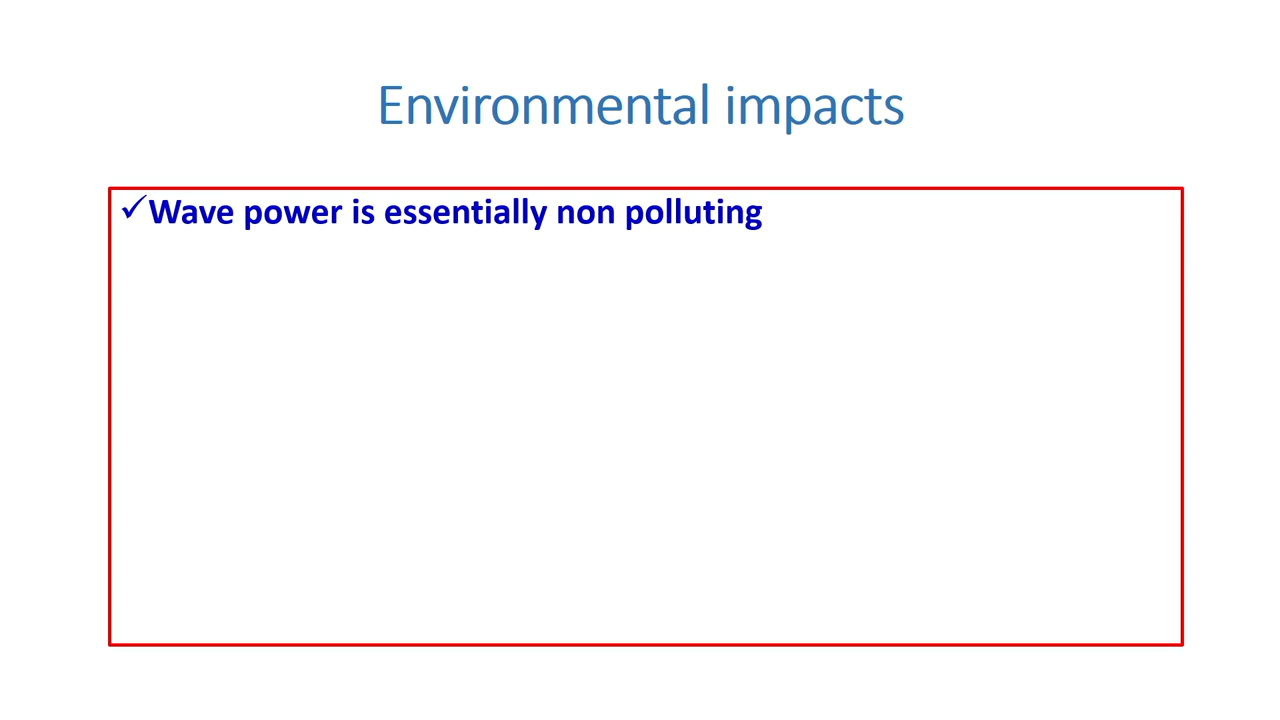 Environmental impacts
✓Wave power is essentially non polluting